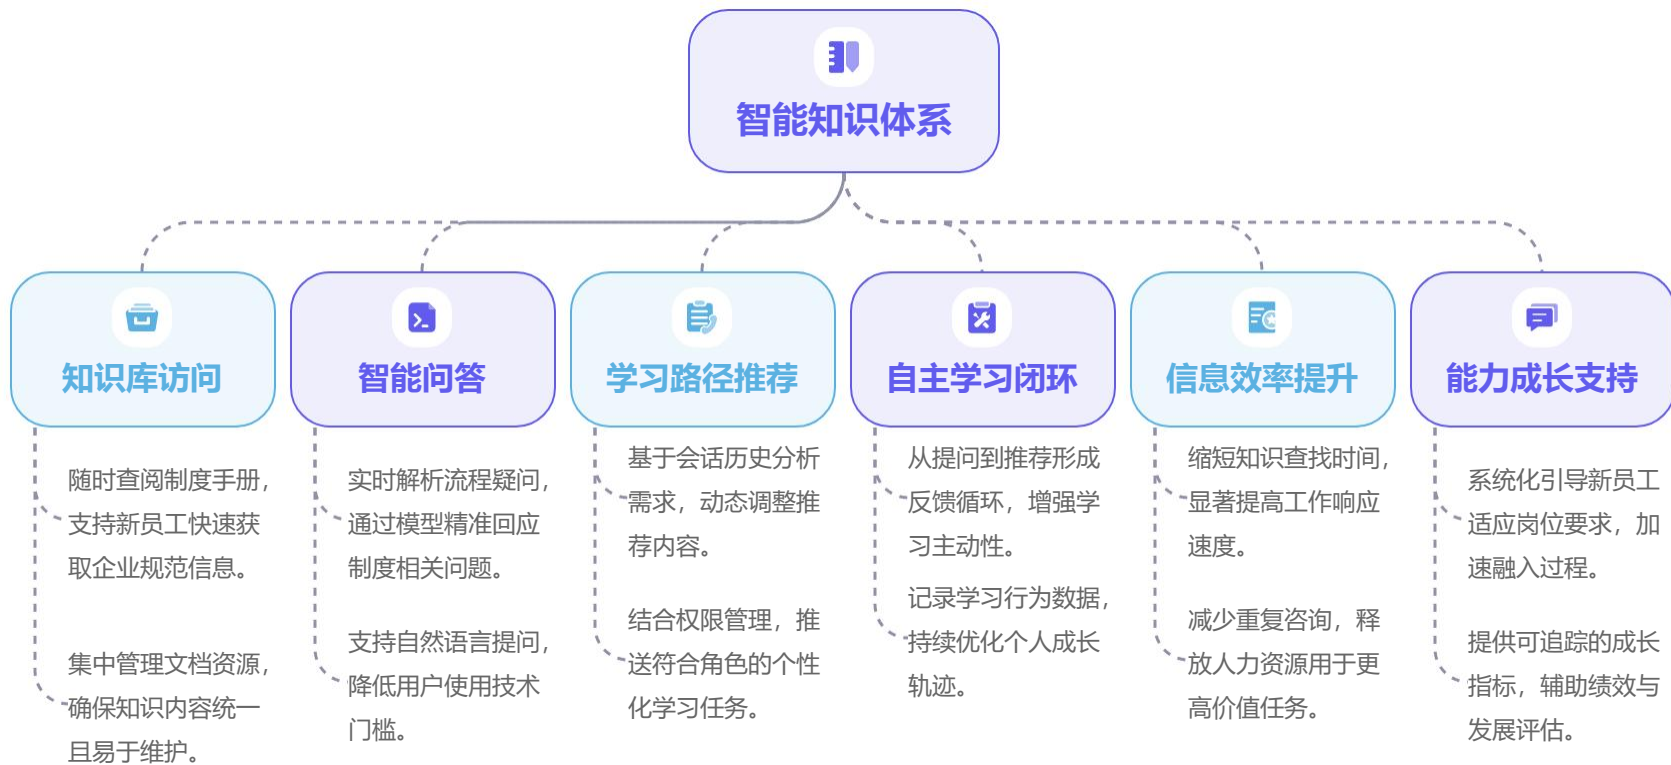 智能知识体系
知识库访问
随时查阅制度手册，
支持新员工快速获
取企业规范信息。
集中管理文档资源，
确保知识内容统一
且易于维护。
智能问答
实时解析流程疑问，
通过模型精准回应
制度相关问题。
支持自然语言提问，
降低用户使用技术
门槛。
学习路径推荐
基于会话历史分析
需求，动态调整推
荐内容。
结合权限管理，推
送符合角色的个性
化学习任务。
自主学习闭环
从提问到推荐形成
反馈循环，增强学
习主动性。
记录学习行为数据，
持续优化个人成长
轨迹。
信息效率提升
缩短知识查找时间，
显著提高工作响应
速度。
减少重复咨询，释
放人力资源用于更
高价值任务。
能力成长支持
系统化引导新员工
适应岗位要求，加
速融入过程。
提供可追踪的成长
指标，辅助绩效与
发展评估。